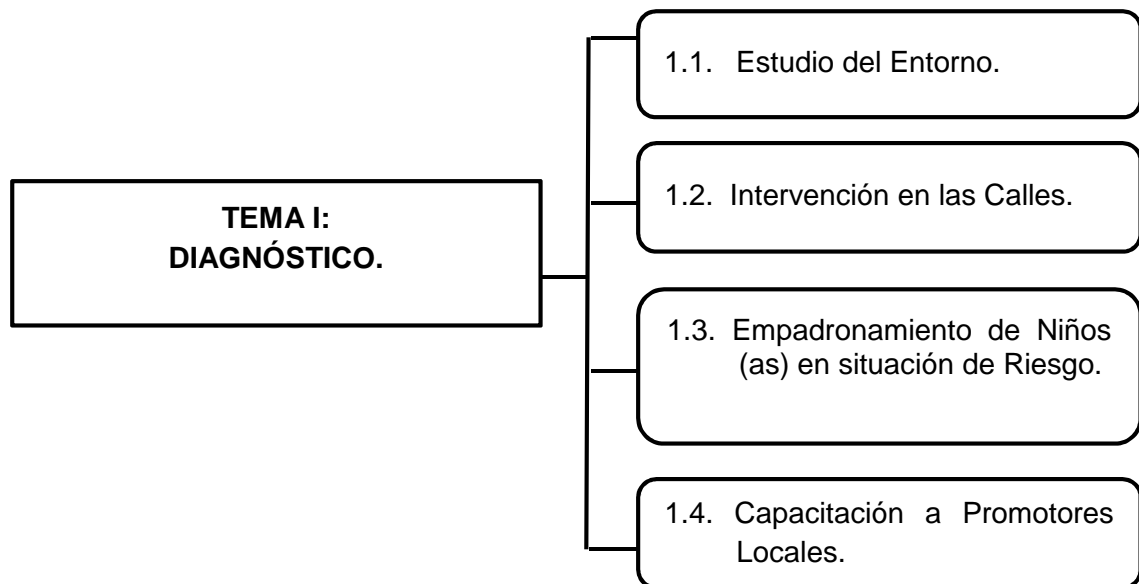 TEMA I:
DIAGNÓSTICO.
1.1. Estudio del Entorno.
1.2. Intervención en las Calles.
1.3. Empadronamiento de Niños
(as) en situación de Riesgo.
1.4. Capacitación a Promotores
Locales.